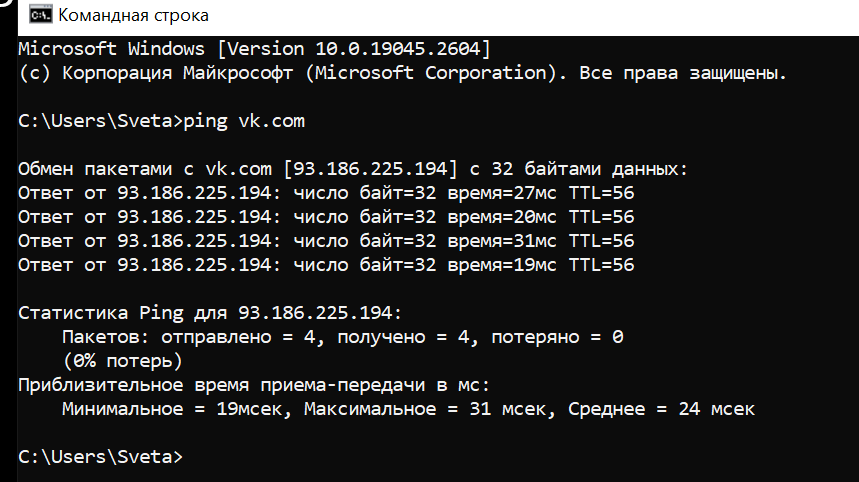 Командная строка
Microsoft Windows [Version 10.0.19045.2604]
(c) Корпорация Майкрософт (Microsoft Corporation). Все права защищены.
C:\Users\Sveta>ping vk.com
Обмен пакетами с vk.com [93.186.225.194] с 32 байтами данных:
Ответ от 93.186.225.194: число байт=32 время=27мс TTL=56
Ответ от 93.186.225.194: число байт=32 время=20мс TTL=56
Ответ от 93.186.225.194: число байт=32 время=31мс TTL=56
Ответ от 93.186.225.194: число байт=32 время=19мс TTL=56
Статистика Ping для 93.186.225.194:
Пакетов: отправлено = 4, получено = 4, потеряно = 0
(0% потерь)
Приблизительное время приема-передачи в мс:
Минимальное = 19мсек, Максимальное = 31 мсек, Среднее = 24 мсек
C:\Users\Sveta>